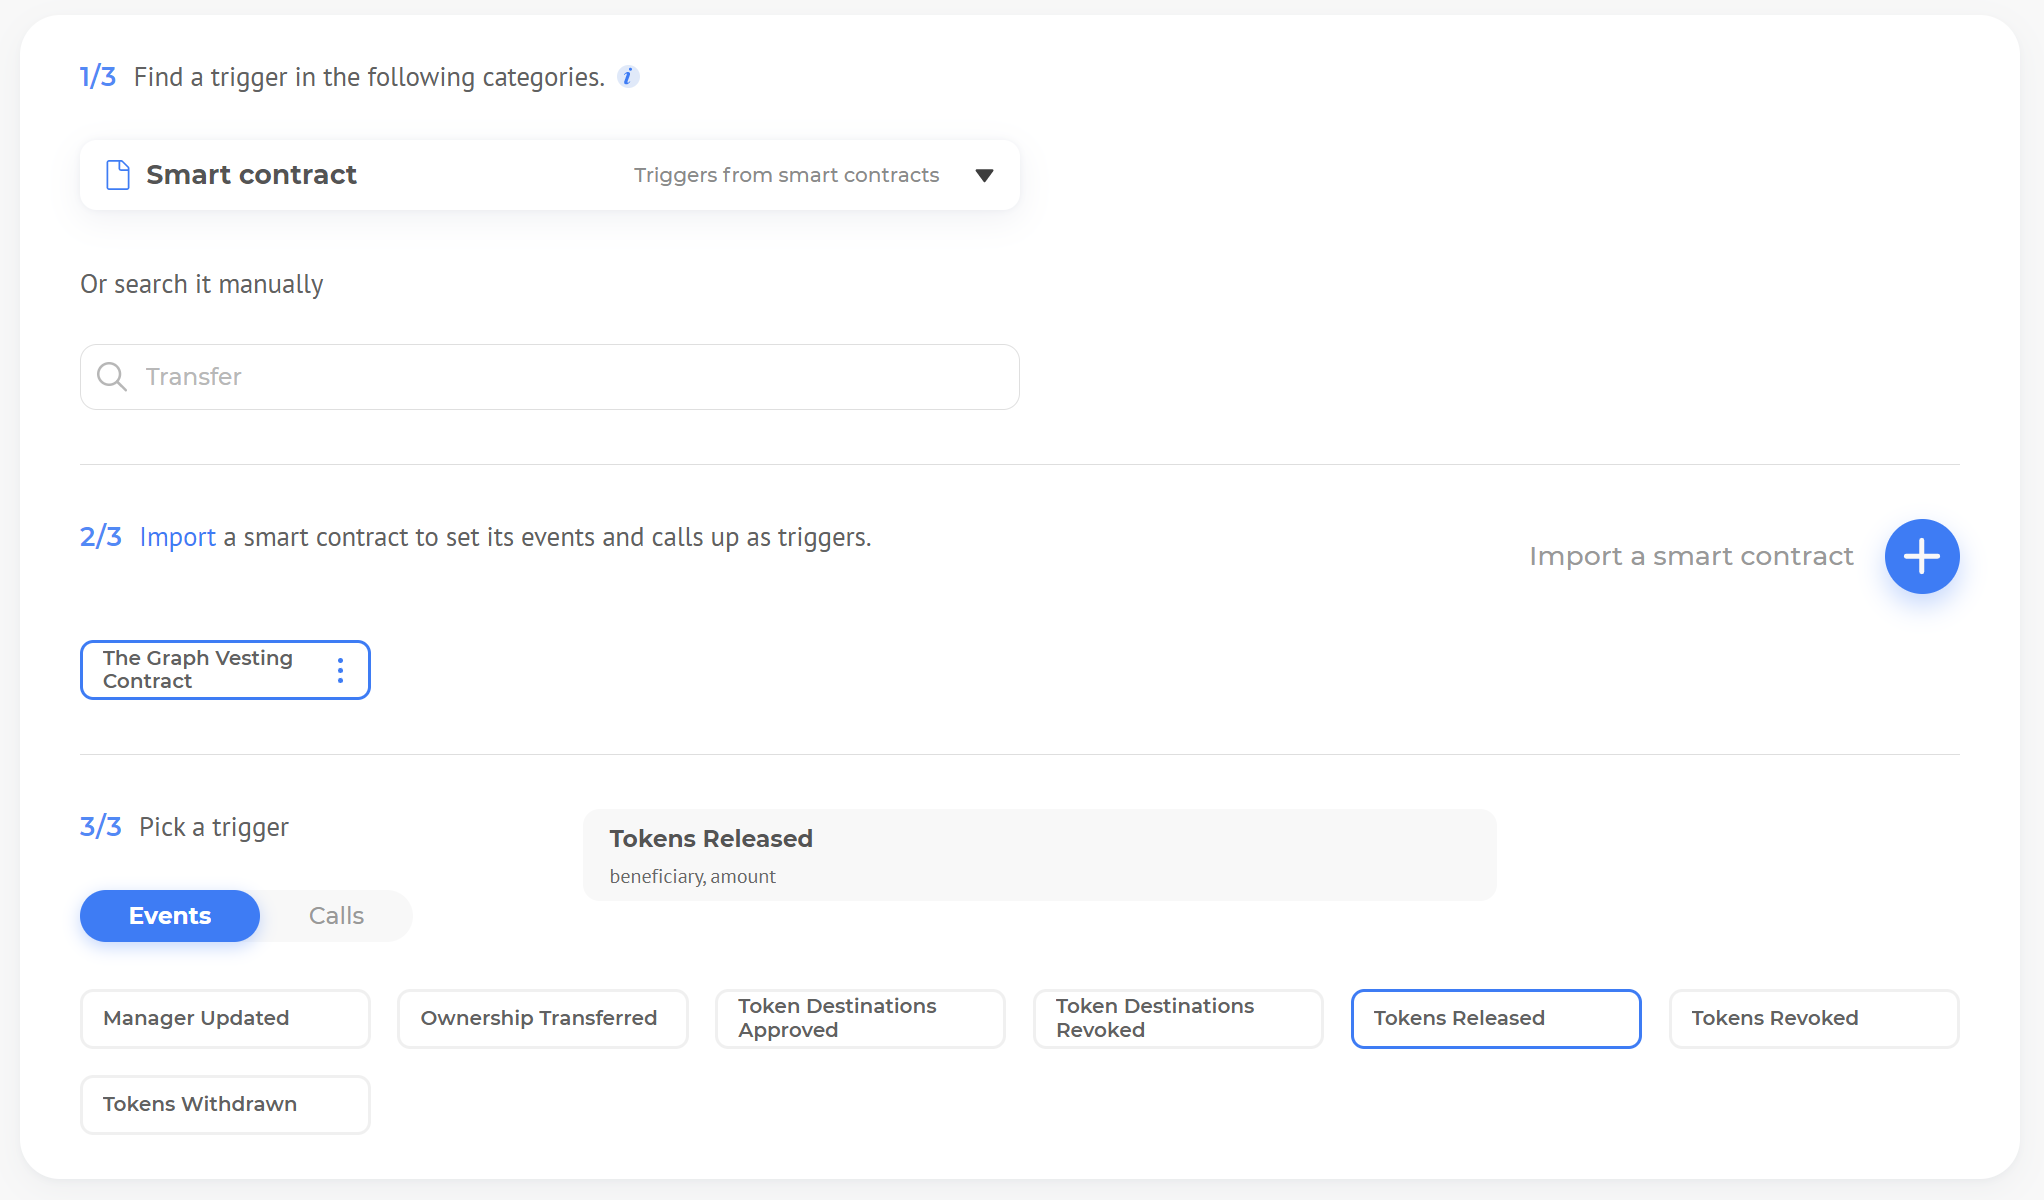 1/3 Find a trigger in the following categories. i
Smart contract Triggers from smart contracts
Or search it manually
Transfer
2/3 Import a smart contract to set its events and calls up as triggers.
Import a smart contract
The Graph Vesting
Contract
3/3 Pick a trigger
Tokens Released
beneficiary, amount
Events Calls
Manager Updated
Ownership Transferred
Token Destinations
Approved
Token Destinations
Revoked
Tokens Released
Tokens Revoked
Tokens Withdrawn